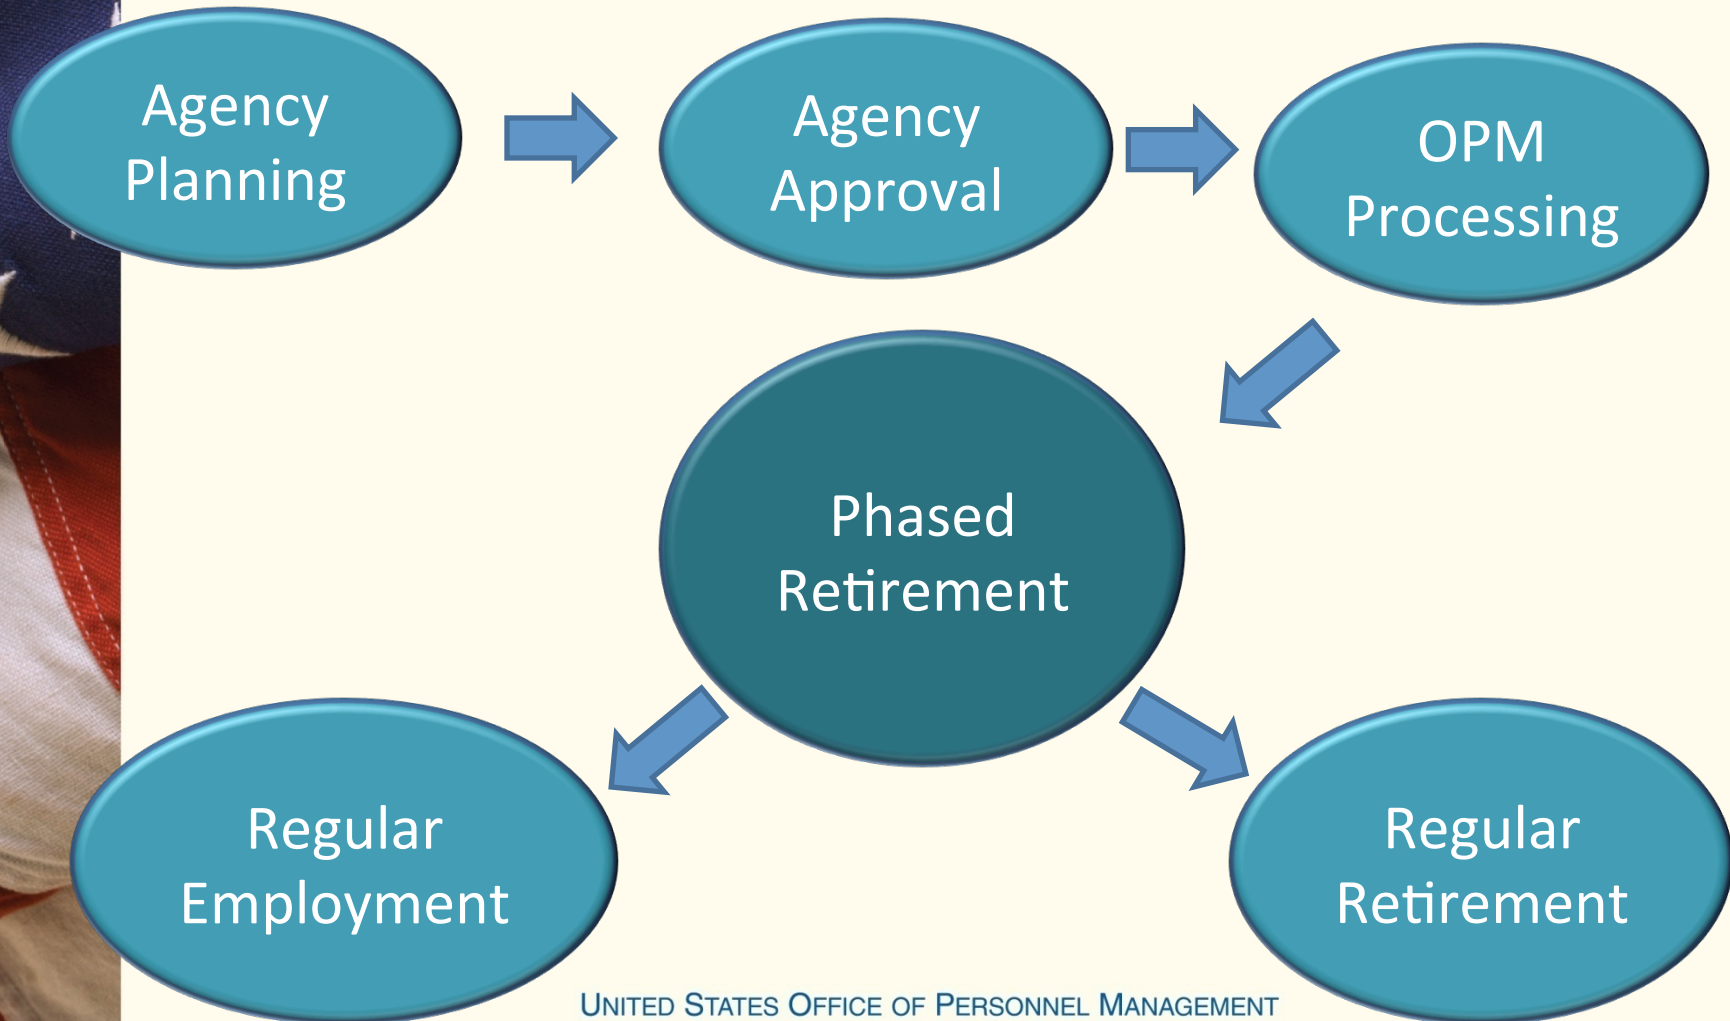 Agency
Planning
Agency
Approval
OPM
Processing
Phased
Retirement
Regular
Employment
Regular
Retirement
UNITED STATES OFFICE OF PERSONNEL MANAGEMENT